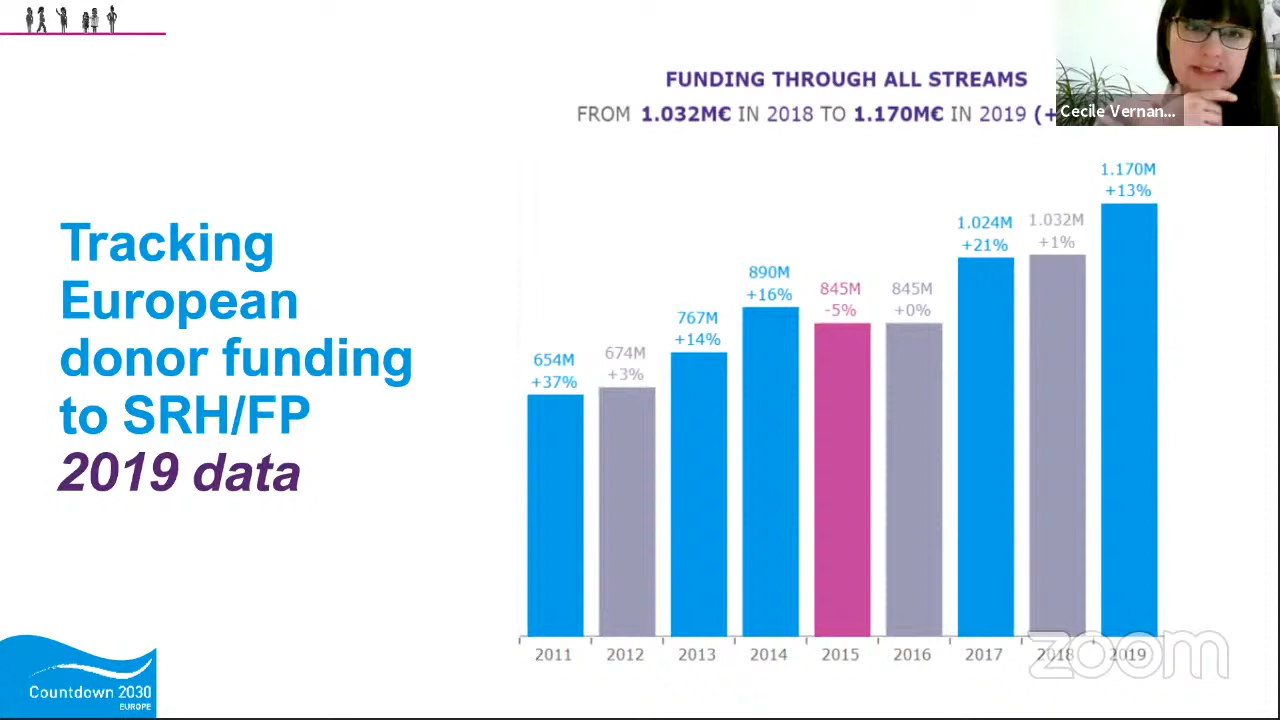 FUNDING THROUGH ALL STREAMS
FROM 1.032M€ IN 2018 TO 1.170M€ IN 2019 (+
Cecile Vernan...
Tracking
European
donor funding
to SRH/FP
2019 data
654M
+37%
674M
+3%
767M
+14%
890M
+16%
845M
-5%
845M
+0%
1.024M
+21%
1.032M
+1%
1.170M
+13%
2011 2012 2013 2014 2015 2016 2017 2018 2019
zoom
Countdown 2030
EUROPE